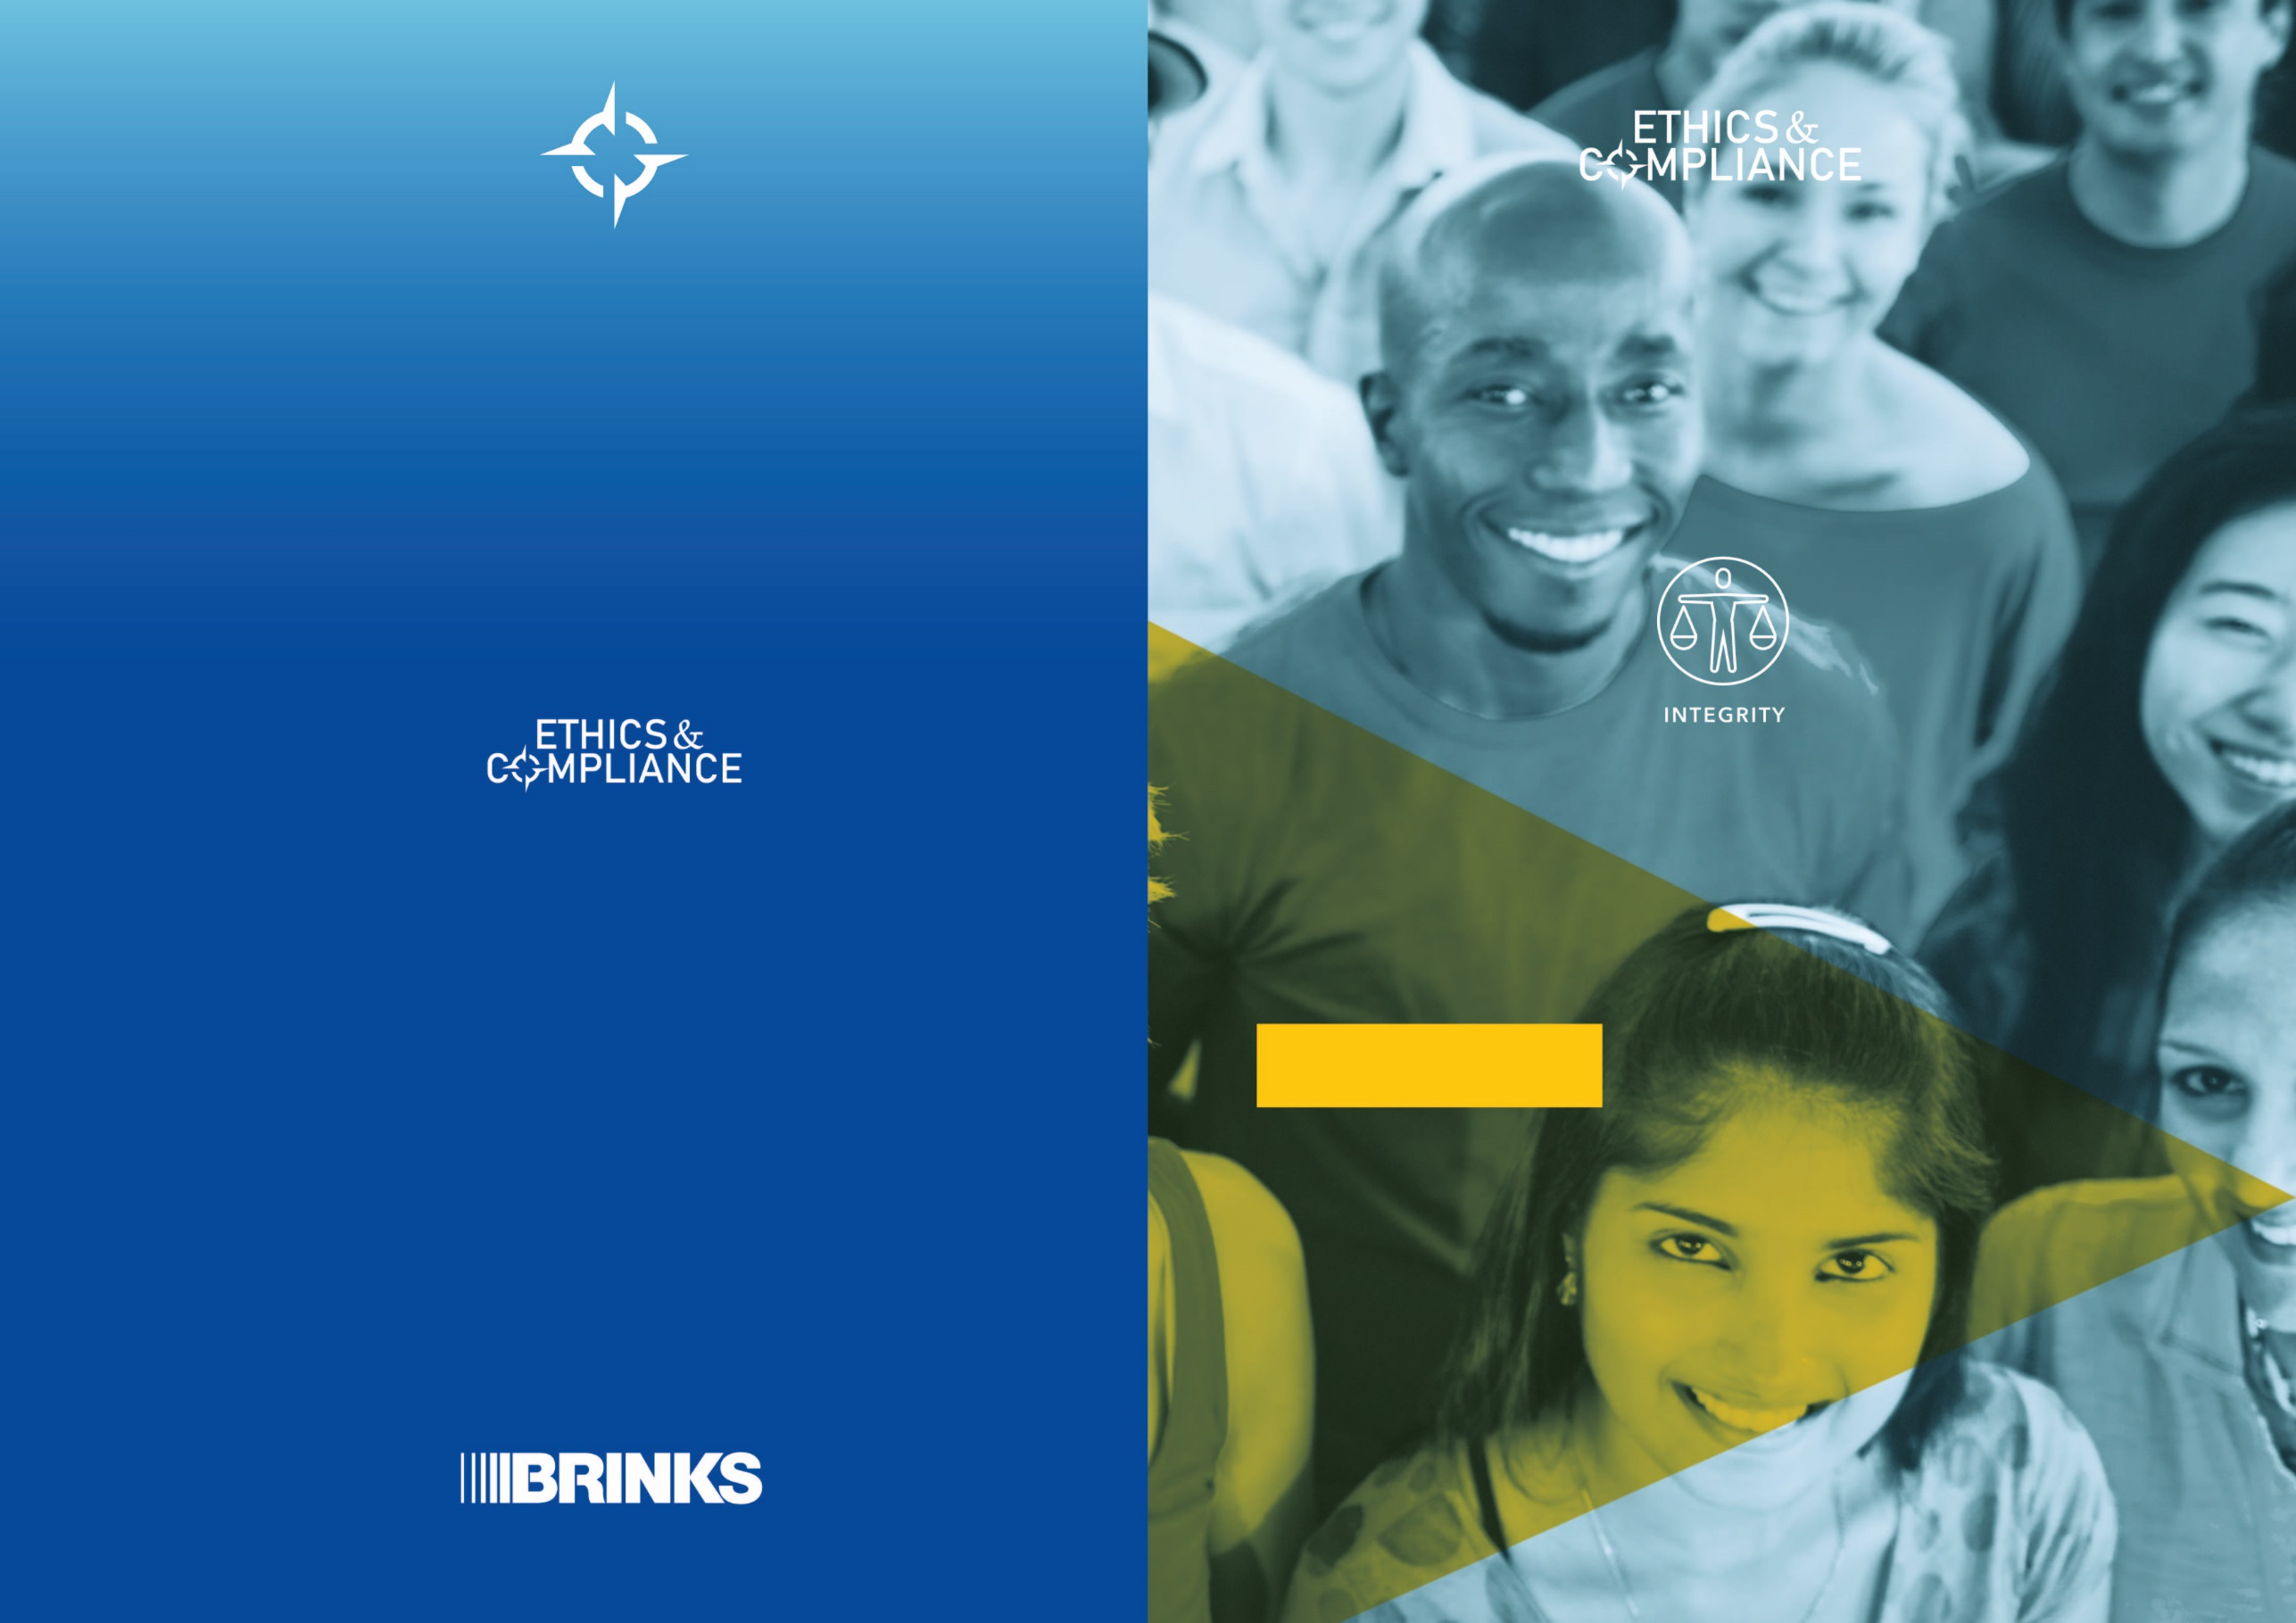 ETHICS &
COMPLIANCE
BRINKS
ETHICS &
COMPLIANCE
INTEGRITY